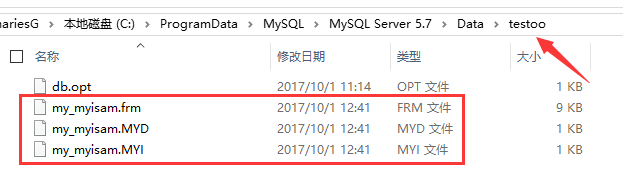 nariesG > 本地磁盘 (C:) > ProgramData > MySQL > MySQL Server 5.7 > Data > testoo
名称 修改日期 类型 大小
db.opt 2017/10/1 11:14 OPT 文件 1 KB
my_myisam.frm 2017/10/1 12:41 FRM 文件 9 KB
my_myisam.MYD 2017/10/1 12:41 MYD 文件 1 KB
my_myisam.MYI 2017/10/1 12:41 MYI 文件 1 KB